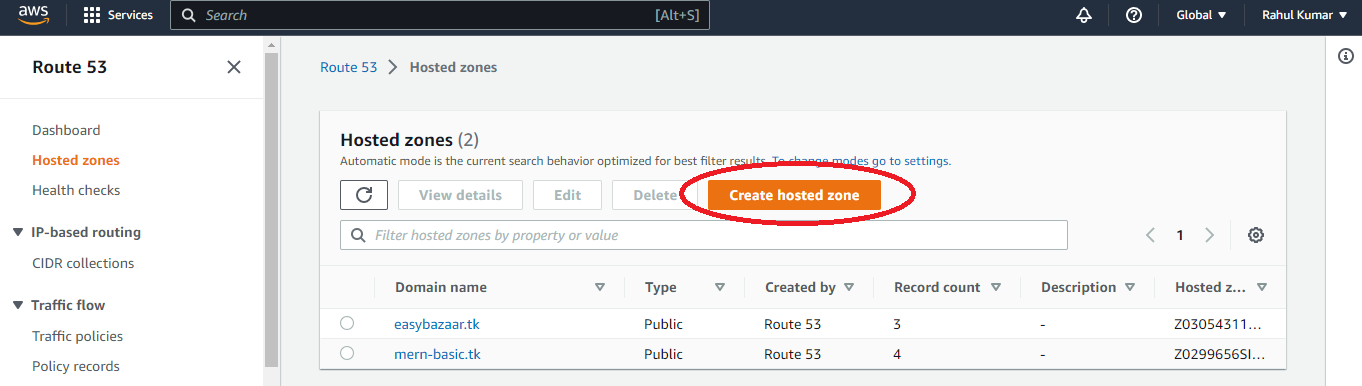 aws Services Search [Alt+S] Global Rahul Kumar
Route 53
Dashboard
Hosted zones
Health checks
IP-based routing
CIDR collections
Traffic flow
Traffic policies
Policy records
Route 53 Hosted zones
Hosted zones (2)
Automatic mode is the current search behavior optimized for best filter results. To change modes go to settings.
View details Edit Delete Create hosted zone
Filter hosted zones by property or value 1
Domain name Type Created by Record count Description Hosted z...
easybazaar.tk Public Route 53 3 - Z03054311...
mern-basic.tk Public Route 53 4 - Z0299656SI...